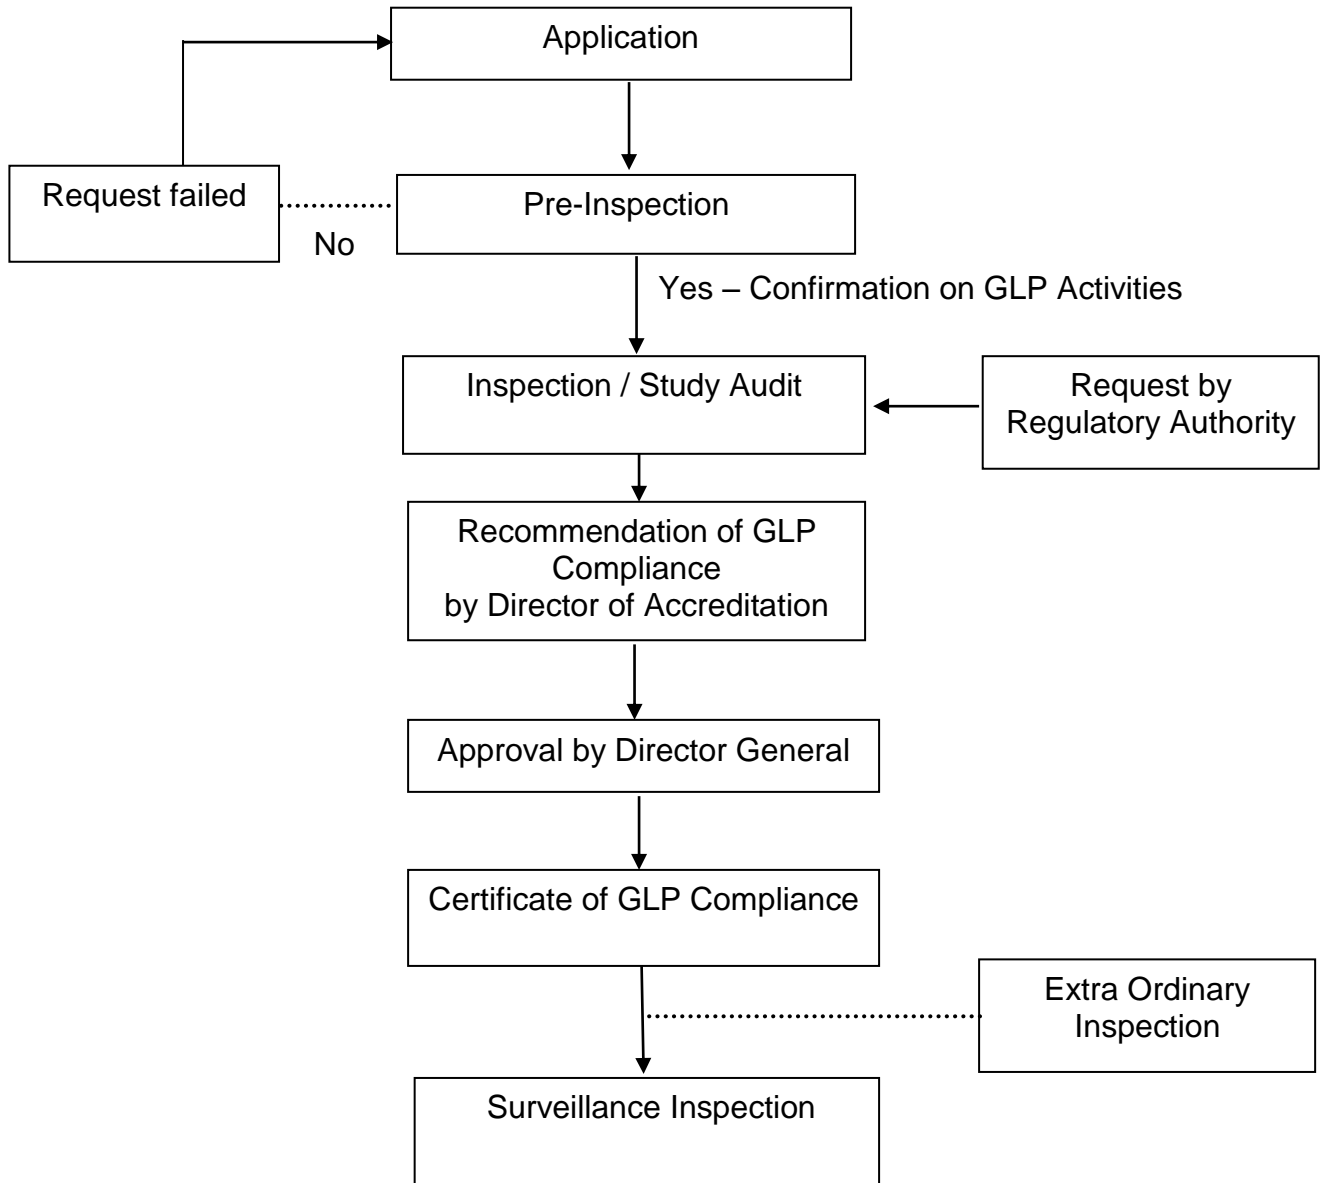 Application
Request failed
Pre-Inspection
No
Yes – Confirmation on GLP Activities
Inspection / Study Audit
Request by
Regulatory Authority
Recommendation of GLP
Compliance
by Director of Accreditation
Approval by Director General
Certificate of GLP Compliance
Extra Ordinary
Inspection
Surveillance Inspection